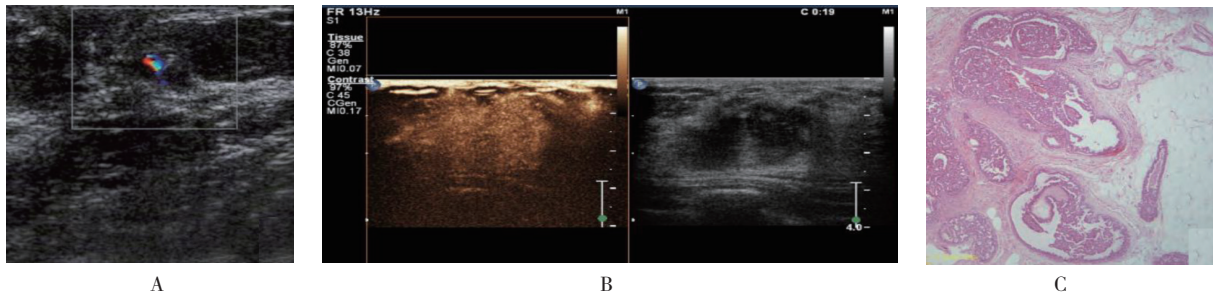 FR 13Hz
S1
M1
C 0:19
M1
Tissue
87%
C 38
Gen
MI0.07
Contrast
97%
C 45
CGen
MI0.17
4.0
A
B
C